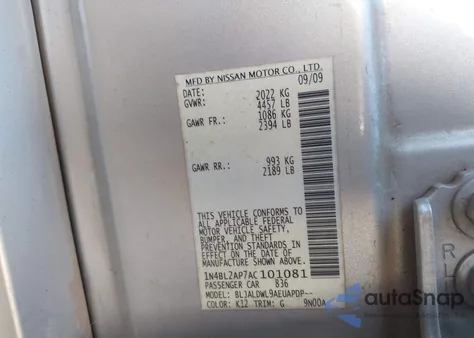 MFD BY NISSAN MOTOR CO., LTD.
DATE: 09/09
GVWR: 2022 KG
4457 LB
GAWR FR.: 1086 KG
2394 LB
GAWR RR.: 993 KG
2189 LB
THIS VEHICLE CONFORMS TO
ALL APPLICABLE FEDERAL
MOTOR VEHICLE SAFETY,
BUMPER, AND THEFT
PREVENTION STANDARDS IN
EFFECT ON THE DATE OF
MANUFACTURE SHOWN ABOVE.
1N4BL2AP7AC101081
PASSENGER CAR 836
MODEL: BLJALDWL9AEUAPDP--
COLOR: K12 TRIM: G 9N00A
R
L
autoSnap